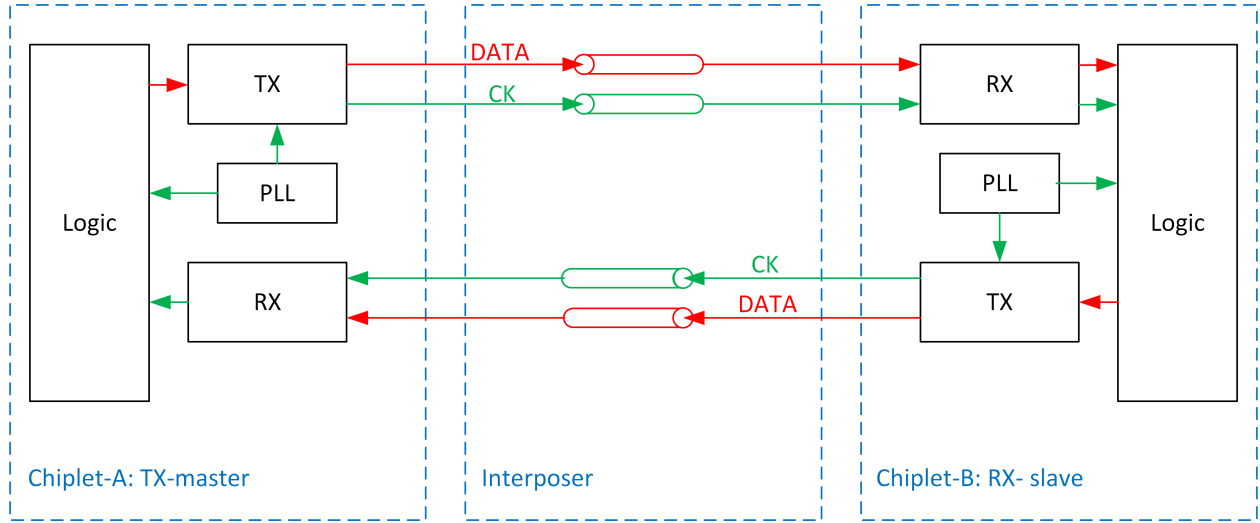 DATA
TX
RX
CK
PLL
PLL
Logic
Logic
CK
RX
DATA
TX
Chiplet-A: TX-master
Interposer
Chiplet-B: RX- slave